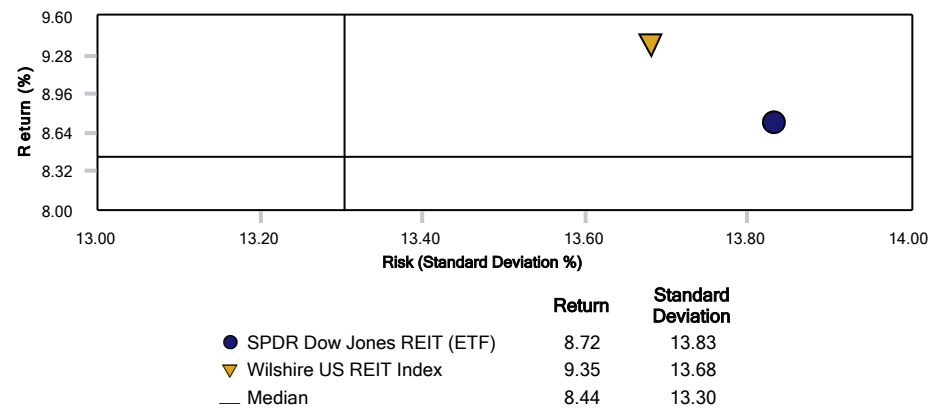 9.60
9.28
8.96
8.64
8.32
8.00
Return (%)
13.00 13.20 13.40 13.60 13.80 14.00
Risk (Standard Deviation %)
Return Standard Deviation
SPDR Dow Jones REIT (ETF) 8.72 13.83
Wilshire US REIT Index 9.35 13.68
Median 8.44 13.30